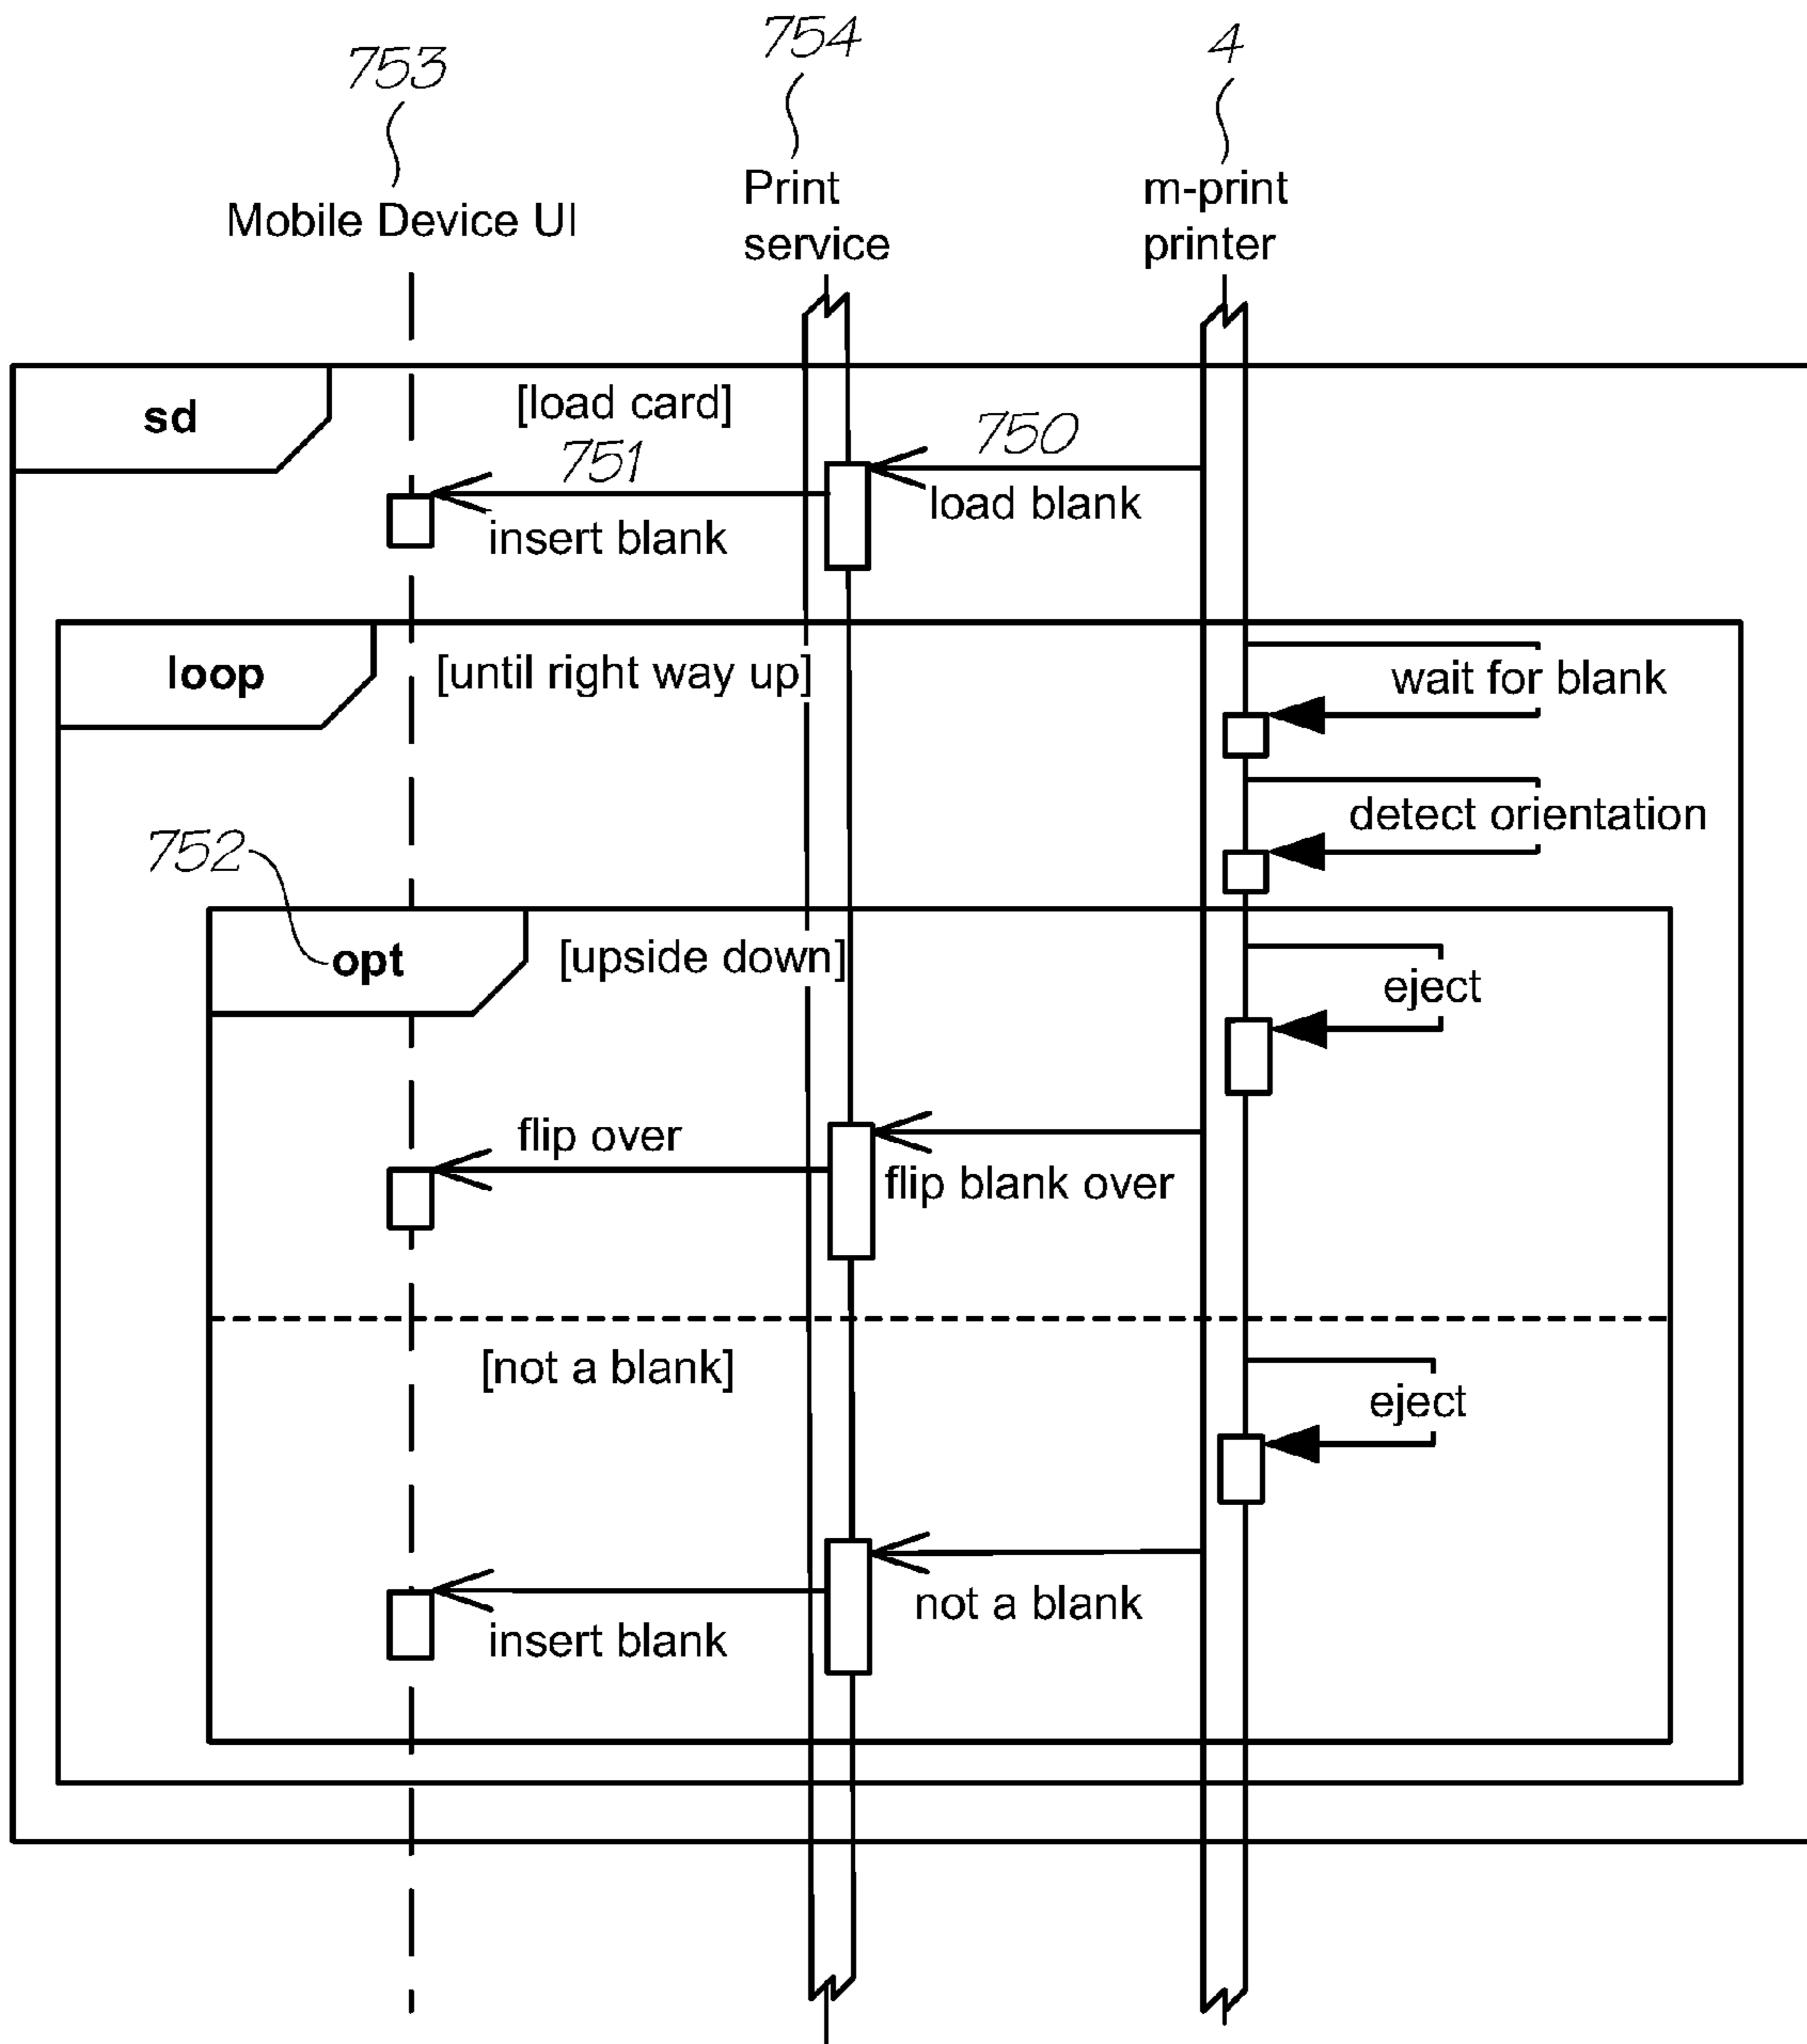 753
754
4
Mobile Device UI
Print
service
m-print
printer
sd
[load card]
750
751
load blank
insert blank
loop
[until right way up]
wait for blank
detect orientation
752
opt
[upside down]
eject
flip over
flip blank over
[not a blank]
eject
not a blank
insert blank